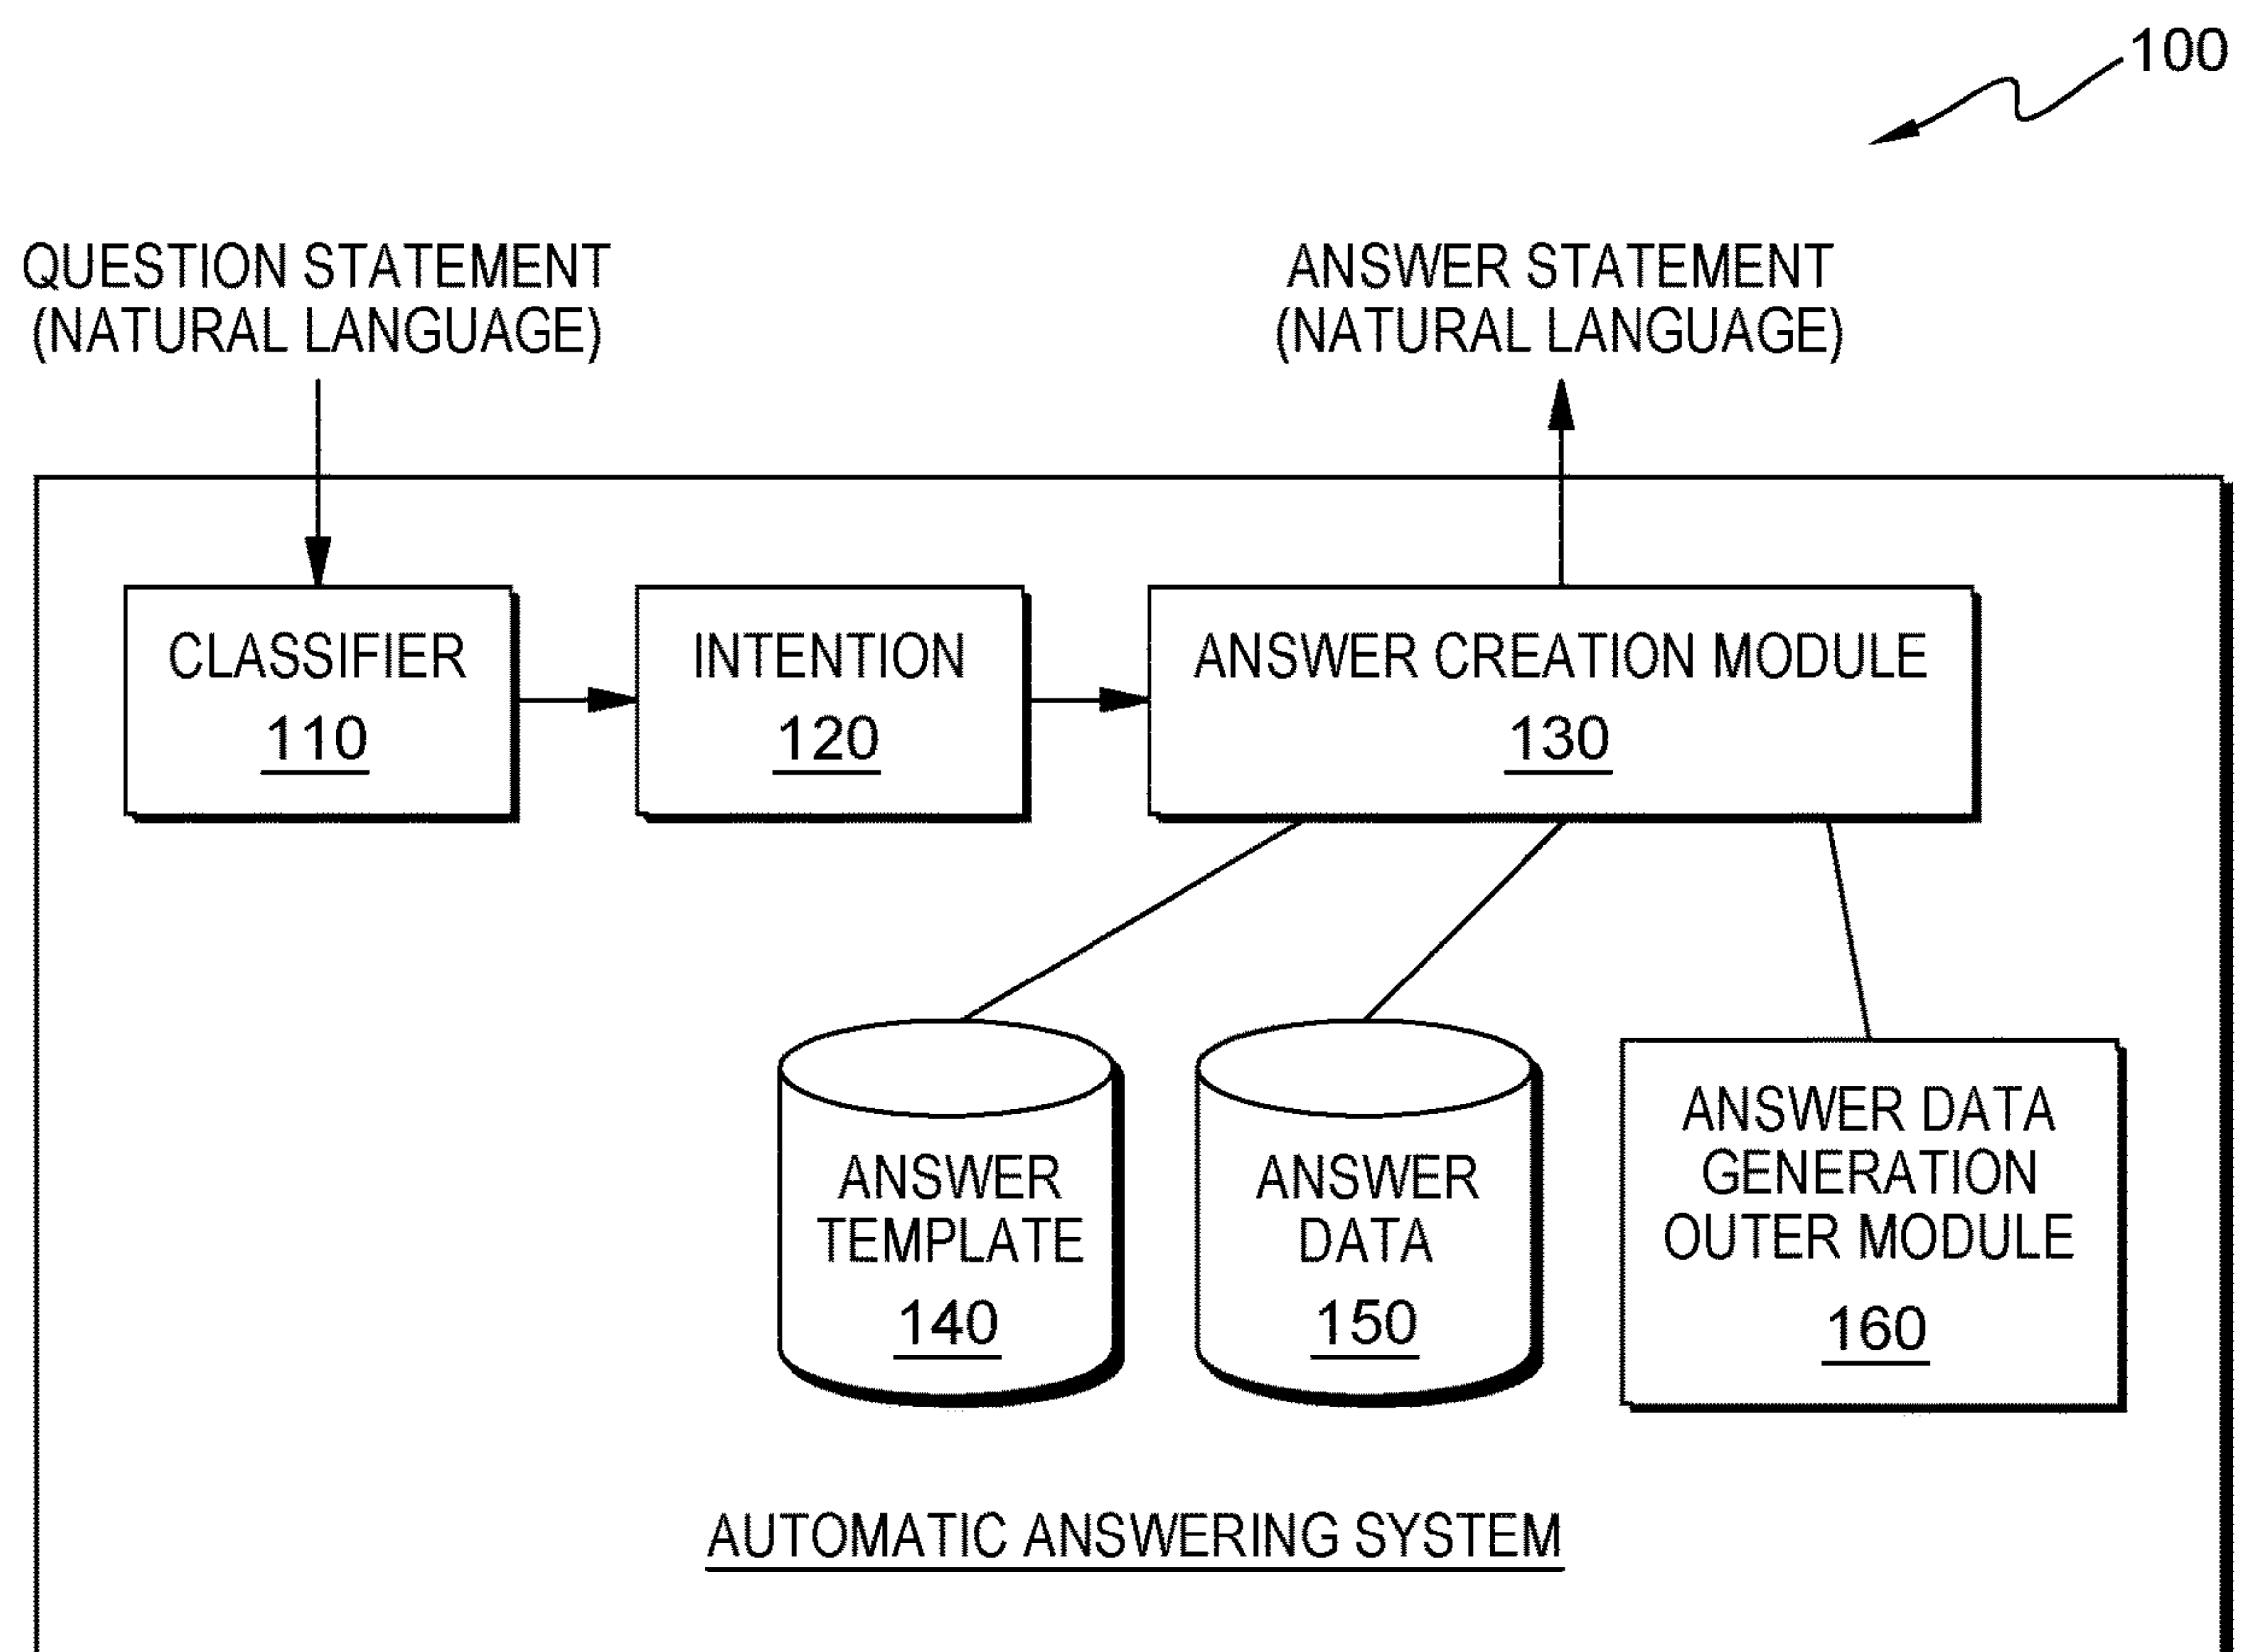 100
QUESTION STATEMENT
(NATURAL LANGUAGE)
ANSWER STATEMENT
(NATURAL LANGUAGE)
CLASSIFIER
110
INTENTION
120
ANSWER CREATION MODULE
130
ANSWER
TEMPLATE
140
ANSWER
DATA
150
ANSWER DATA
GENERATION
OUTER MODULE
160
AUTOMATIC ANSWERING SYSTEM